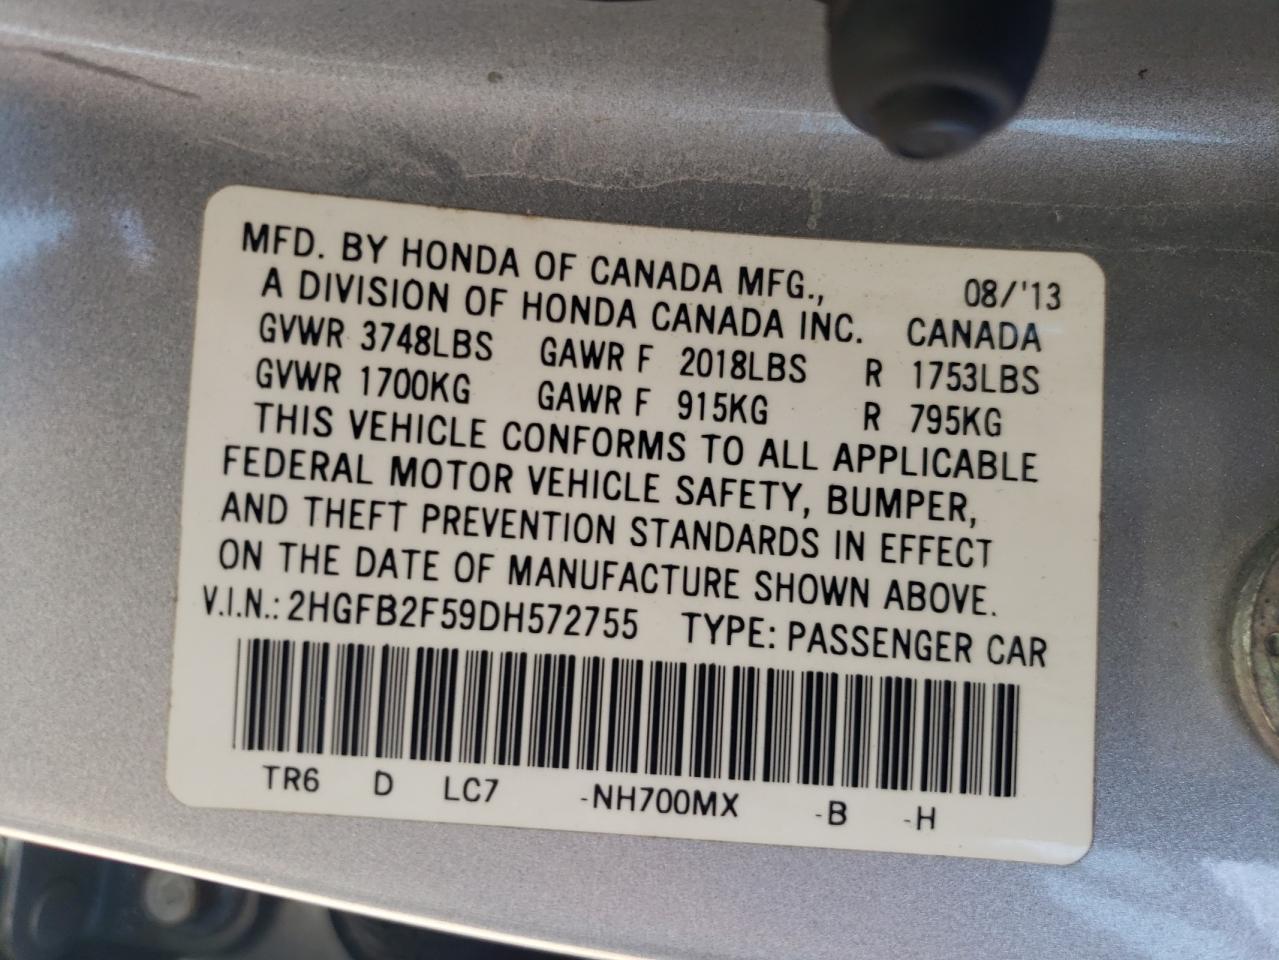 MFD. BY HONDA OF CANADA MFG., 08/'13
A DIVISION OF HONDA CANADA INC. CANADA
GVWR 3748LBS GAWR F 2018LBS R 1753LBS
GVWR 1700KG GAWR F 915KG R 795KG
THIS VEHICLE CONFORMS TO ALL APPLICABLE
FEDERAL MOTOR VEHICLE SAFETY, BUMPER,
AND THEFT PREVENTION STANDARDS IN EFFECT
ON THE DATE OF MANUFACTURE SHOWN ABOVE.
V.I.N.: 2HGFB2F59DH572755 TYPE: PASSENGER CAR
TR6 D LC7 -NH700MX -B -H